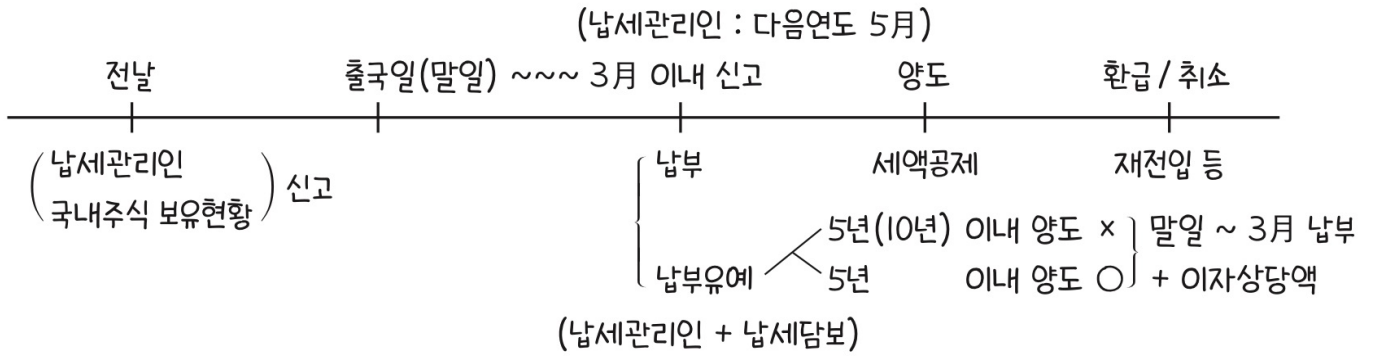 (납세관리인 : 다음연도 5月)
전날 출국일(말일) ~~~ 3月 이내 신고 양도 환급 / 취소
납세관리인
국내주식 보유현황
신고
납부 세액공제 재전입 등
5년(10년) 이내 양도 × 말일 ~ 3月 납부
납부유예 5년 이내 양도 ○ + 이자상당액
(납세관리인 + 납세담보)